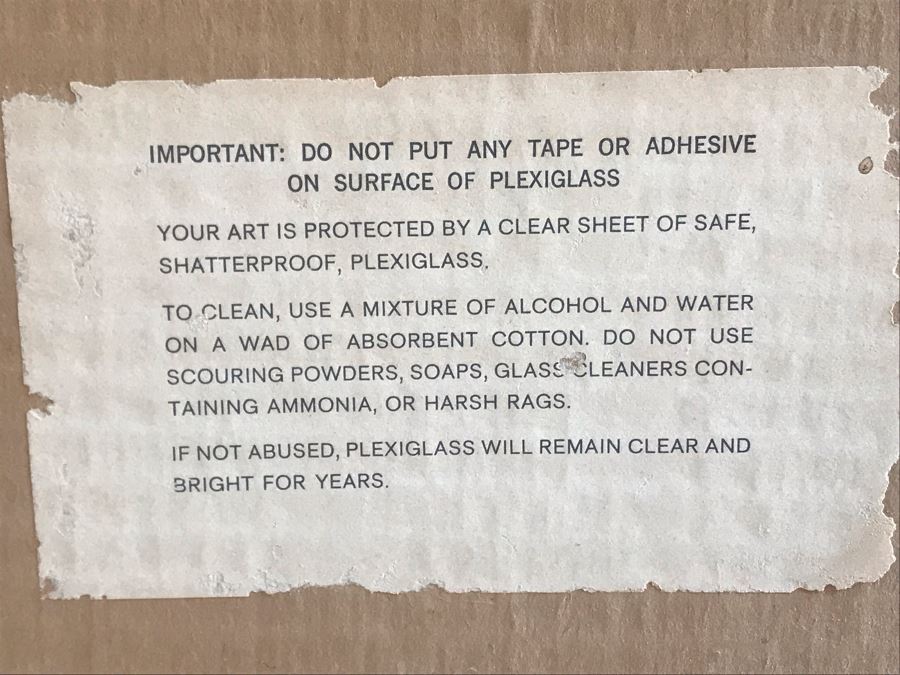 IMPORTANT: DO NOT PUT ANY TAPE OR ADHESIVE
ON SURFACE OF PLEXIGLASS
YOUR ART IS PROTECTED BY A CLEAR SHEET OF SAFE,
SHATTERPROOF, PLEXIGLASS.
TO CLEAN, USE A MIXTURE OF ALCOHOL AND WATER
ON A WAD OF ABSORBENT COTTON. DO NOT USE
SCOURING POWDERS, SOAPS, GLASS CLEANERS CON-
TAINING AMMONIA, OR HARSH RAGS.
IF NOT ABUSED, PLEXIGLASS WILL REMAIN CLEAR AND
BRIGHT FOR YEARS.